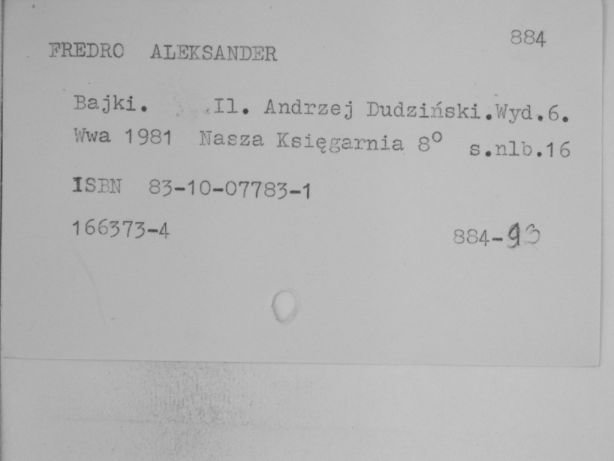 884
FREDRO ALEKSANDER
Bajki. .Il. Andrzej Dudziński.Wyd.6.
Wwa 1981 Nasza Księgarnia 8° s.nlb.16
ISBN 83-10-07783-1
166373-4 884-93